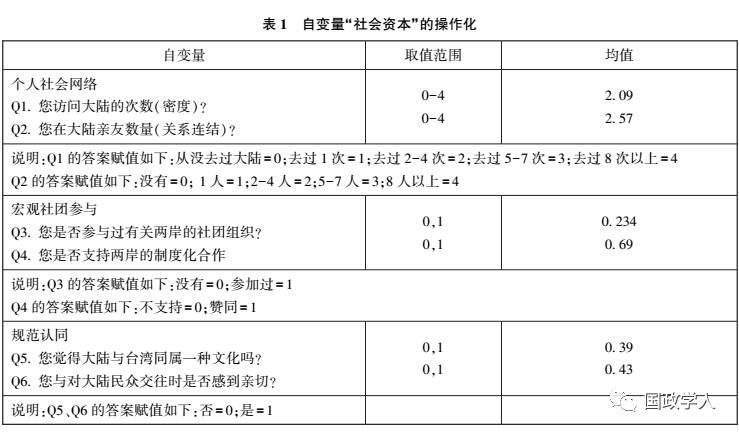 表 1 自变量“社会资本”的操作化
自变量 取值范围 均值
个人社会网络
Q1. 您访问大陆的次数(密度)? 0-4 2.09
Q2. 您在大陆亲友数量(关系连结)? 0-4 2.57
说明:Q1 的答案赋值如下:从没去过大陆=0;去过 1 次=1;去过 2-4 次=2;去过 5-7 次=3;去过 8 次以上=4
Q2 的答案赋值如下:没有=0; 1 人=1;2-4 人=2;5-7 人=3;8 人以上=4
宏观社团参与
Q3. 您是否参与过有关两岸的社团组织? 0,1 0.234
Q4. 您是否支持两岸的制度化合作 0,1 0.69
说明:Q3 的答案赋值如下:没有=0;参加过=1
Q4 的答案赋值如下:不支持=0;赞同=1
规范认同
Q5. 您觉得大陆与台湾同属一种文化吗? 0,1 0.39
Q6. 您与对大陆民众交往时是否感到亲切? 0,1 0.43
说明:Q5、Q6 的答案赋值如下:否=0;是=1
国政学人